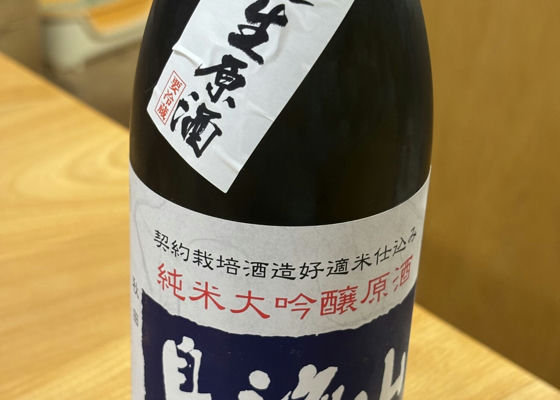 生原酒
要冷蔵
契約栽培酒造好適米仕込み
純米大吟醸原酒